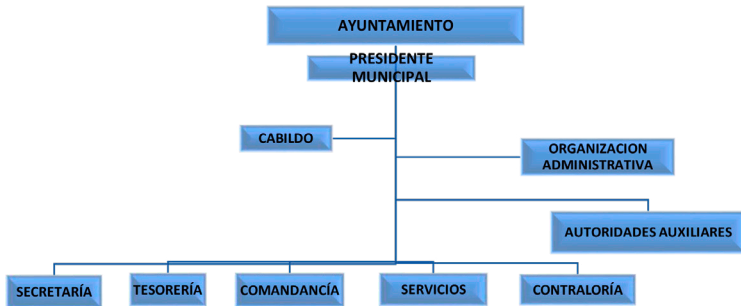 AYUNTAMIENTO
PRESIDENTE
MUNICIPAL
CABILDO
ORGANIZACION
ADMINISTRATIVA
AUTORIDADES AUXILIARES
SECRETARÍA
TESORERÍA
COMANDANCÍA
SERVICIOS
CONTRALORÍA